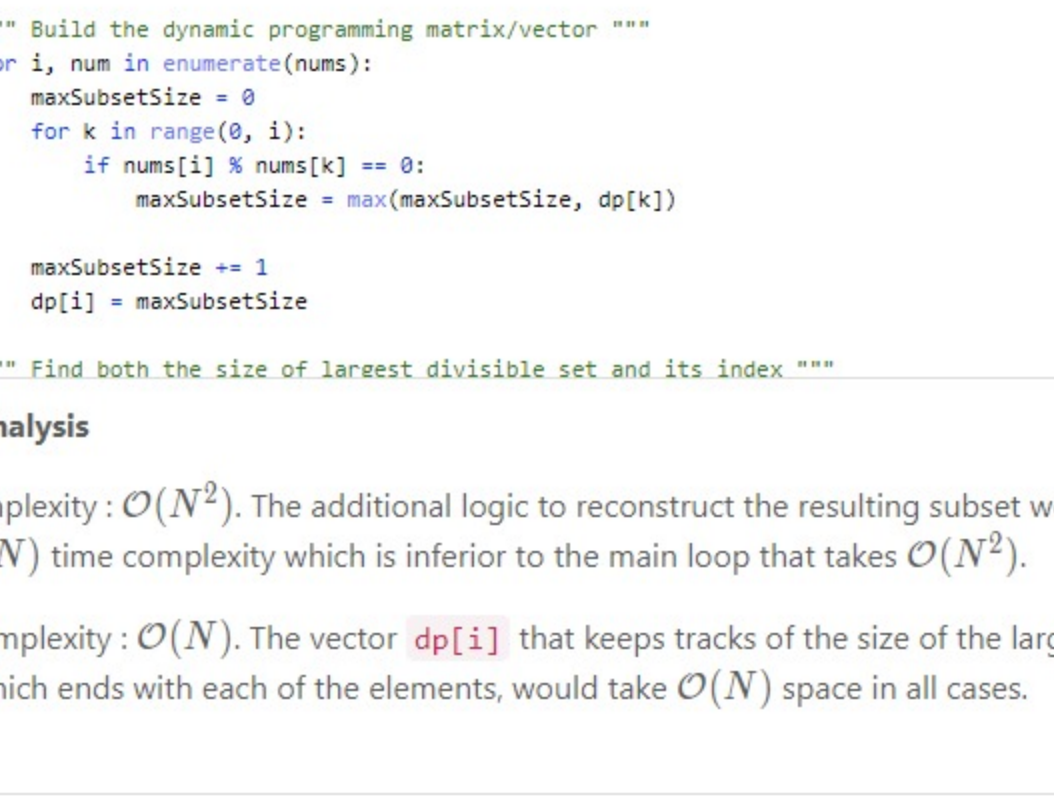 "" Build the dynamic programming matrix/vector """
or i, num in enumerate(nums):
maxSubsetSize = 0
for k in range(0, i):
if nums[i] % nums[k] == 0:
maxSubsetSize = max(maxSubsetSize, dp[k])
maxSubsetSize += 1
dp[i] = maxSubsetSize
"" Find both the size of largest divisible set and its index """
nalysis
nplexity : O(N²). The additional logic to reconstruct the resulting subset w
N) time complexity which is inferior to the main loop that takes O(N²).
mplexity : O(N). The vector dp[i] that keeps tracks of the size of the larg
hich ends with each of the elements, would take O(N) space in all cases.